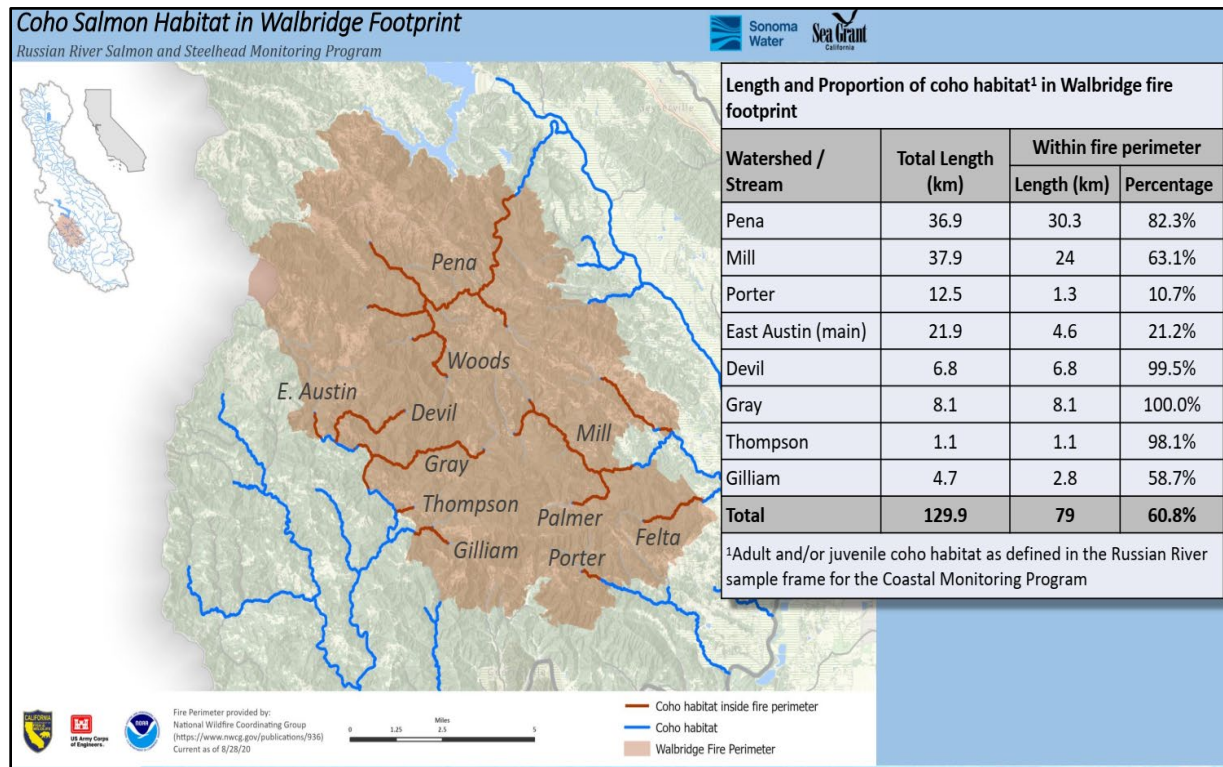 Coho Salmon Habitat in Walbridge Footprint
Russian River Salmon and Steelhead Monitoring Program
Sonoma
Water
Sea Grant
California
Length and Proportion of coho habitat¹ in Walbridge fire
footprint
Watershed / Stream Total Length (km) Within fire perimeter
Length (km) Percentage
Pena 36.9 30.3 82.3%
Mill 37.9 24 63.1%
Porter 12.5 1.3 10.7%
East Austin (main) 21.9 4.6 21.2%
Devil 6.8 6.8 99.5%
Gray 8.1 8.1 100.0%
Thompson 1.1 1.1 98.1%
Gilliam 4.7 2.8 58.7%
Total 129.9 79 60.8%
¹Adult and/or juvenile coho habitat as defined in the Russian River
sample frame for the Coastal Monitoring Program
Pena
Woods
E. Austin
Devil
Mill
Gray
Thompson
Palmer
Felta
Gilliam
Porter
CALIFORNIA
US Army Corps
of Engineers.
NOAA
Fire Perimeter provided by:
National Wildfire Coordinating Group
(https://www.nwcg.gov/publications/936)
Current as of 8/28/20
Miles
0 1.25 2.5 5
Coho habitat inside fire perimeter
Coho habitat
Walbridge Fire Perimeter